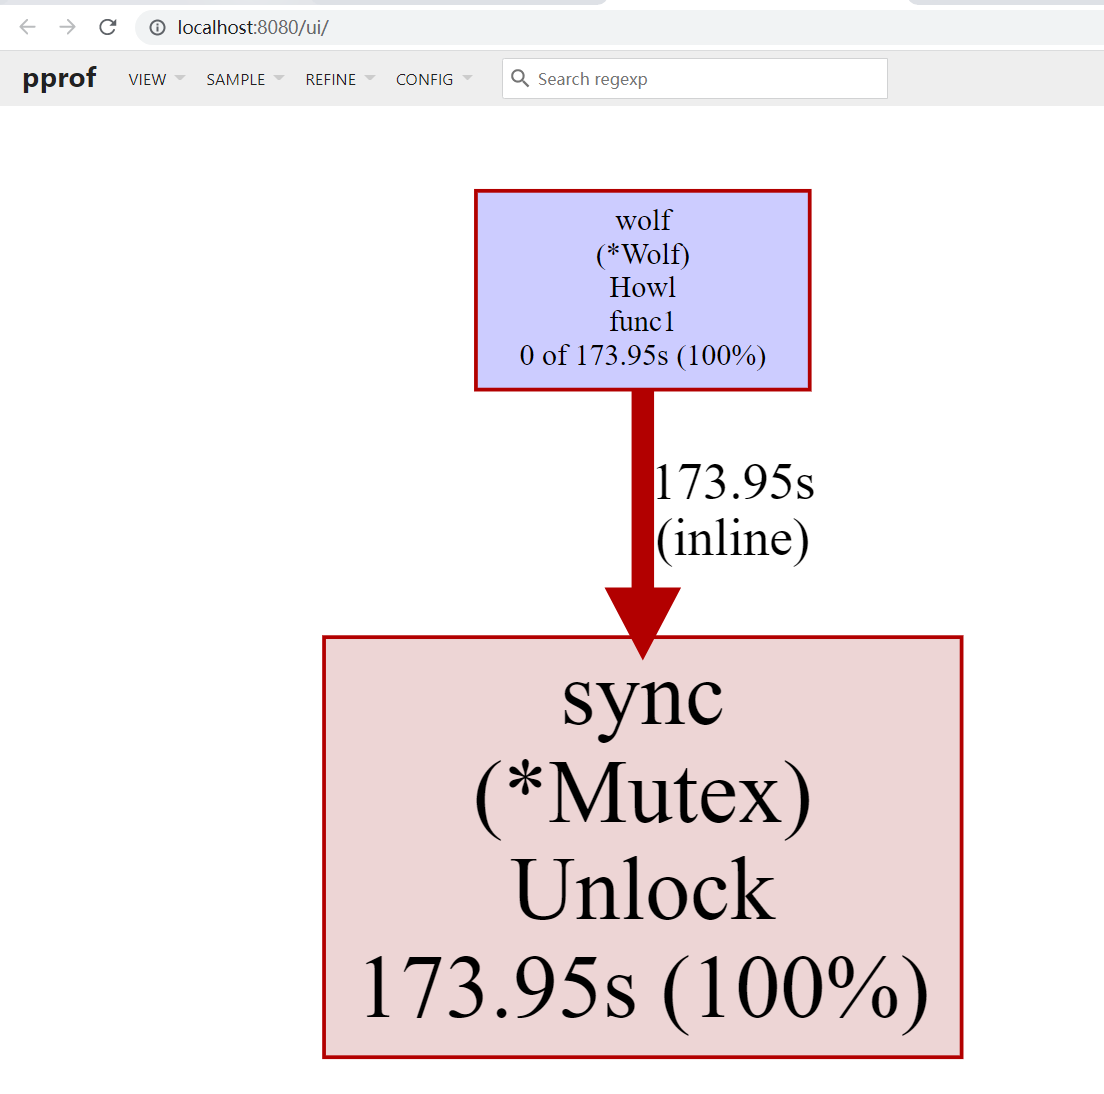 localhost:8080/ui/
pprof VIEW SAMPLE REFINE CONFIG Search regexp
wolf
(*Wolf)
Howl
func1
0 of 173.95s (100%)
173.95s
(inline)
sync
(*Mutex)
Unlock
173.95s (100%)